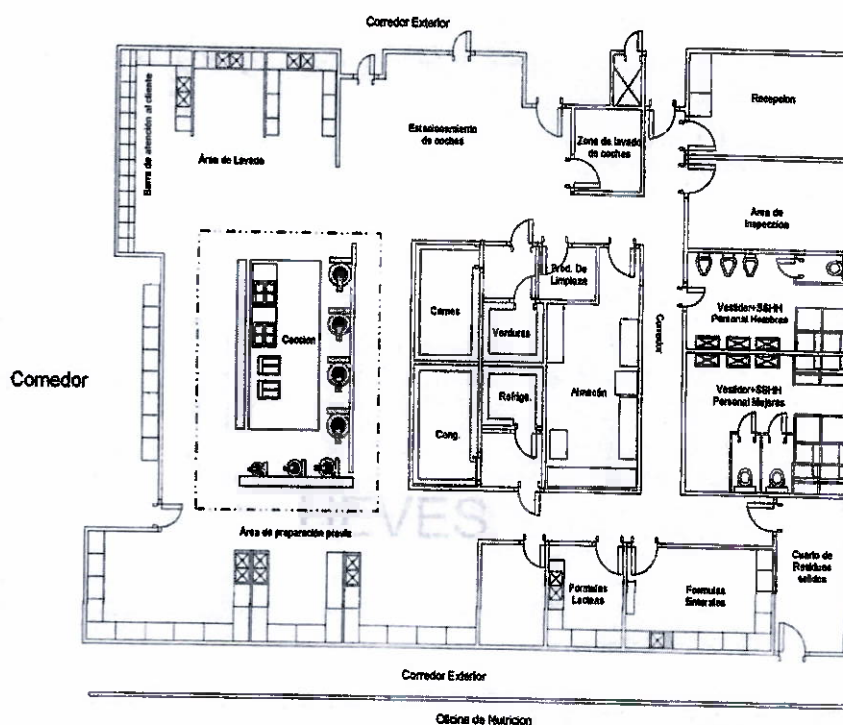 Corredor Exterior
Barra de atención al cliente
Área de Lavado
Estacionamiento
de coches
Zona de lavado
de coches
Recepcion
Área de
Inspección
Carnes
Verduras
Prod. De
Limpieza
Corredor
Vestidor+SSHH
Personal Hombres
Coccion
Comedor
Cong.
Refrige.
Almacén
Vestidor+SSHH
Personal Mujeres
Área de preparación previa
Formulas
Lacteas
Formulas
Enterales
Cuarto de
Residuos
solidos
Corredor Exterior
Oficina de Nutricion